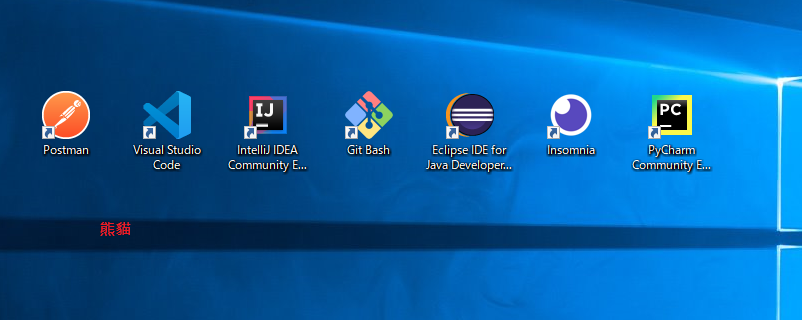 IJ
PC
Postman
Visual Studio
Code
IntelliJ IDEA
Community E...
Git Bash
Eclipse IDE for
Java Developer...
Insomnia
PyCharm
Community E...
熊貓